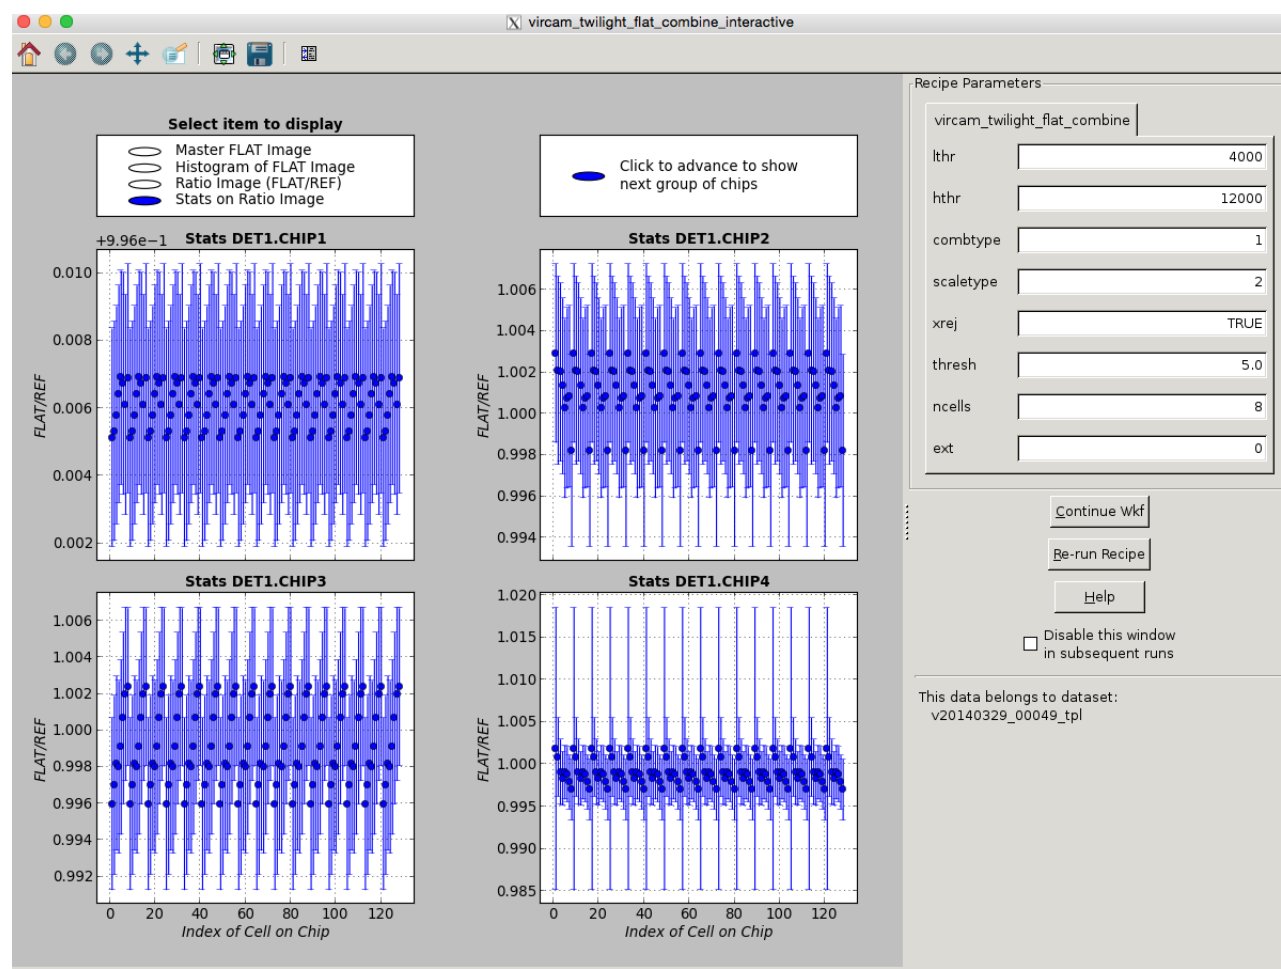 vircam_twilight_flat_combine_interactive
Select item to display
Master FLAT Image
Histogram of FLAT Image
Ratio Image (FLAT/REF)
Stats on Ratio Image
Click to advance to show
next group of chips
+9.96e−1 Stats DET1.CHIP1
0.010
0.008
0.006
0.004
0.002
FLAT/REF
Stats DET1.CHIP2
1.006
1.004
1.002
1.000
0.998
0.996
0.994
FLAT/REF
Stats DET1.CHIP3
1.006
1.004
1.002
1.000
0.998
0.996
0.994
0.992
FLAT/REF
0 20 40 60 80 100 120
Index of Cell on Chip
Stats DET1.CHIP4
1.020
1.015
1.010
1.005
1.000
0.995
0.990
0.985
FLAT/REF
0 20 40 60 80 100 120
Index of Cell on Chip
Recipe Parameters
vircam_twilight_flat_combine
lthr 4000
hthr 12000
combtype 1
scaletype 2
xrej TRUE
thresh 5.0
ncells 8
ext 0
Continue Wkf
Re-run Recipe
Help
Disable this window
in subsequent runs
This data belongs to dataset:
v20140329_00049_tpl